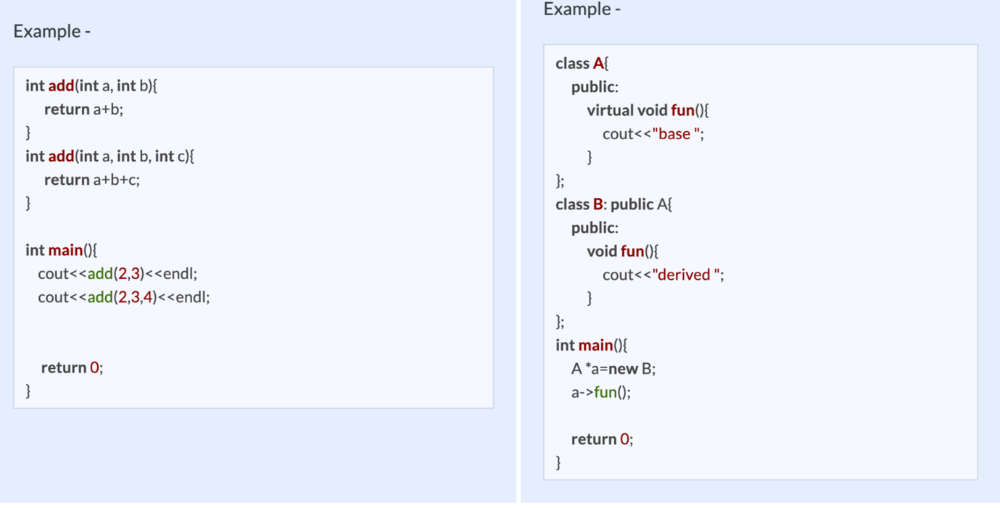 Example -
int add(int a, int b){
return a+b;
}
int add(int a, int b, int c){
return a+b+c;
}
int main(){
cout<<add(2,3)<<endl;
cout<<add(2,3,4)<<endl;
return 0;
}
Example -
class A{
public:
virtual void fun(){
cout<<"base ";
}
};
class B: public A{
public:
void fun(){
cout<<"derived ";
}
};
int main(){
A *a=new B;
a->fun();
return 0;
}